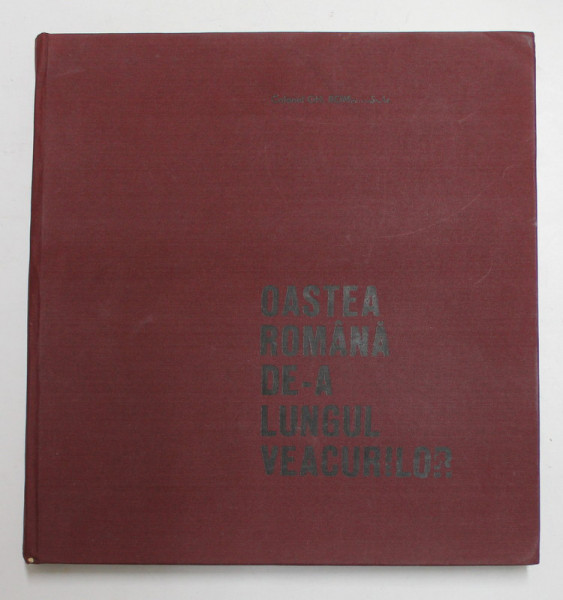 OASTEA
ROMÂNĂ
DE-A
LUNGUL
VEACURILOR